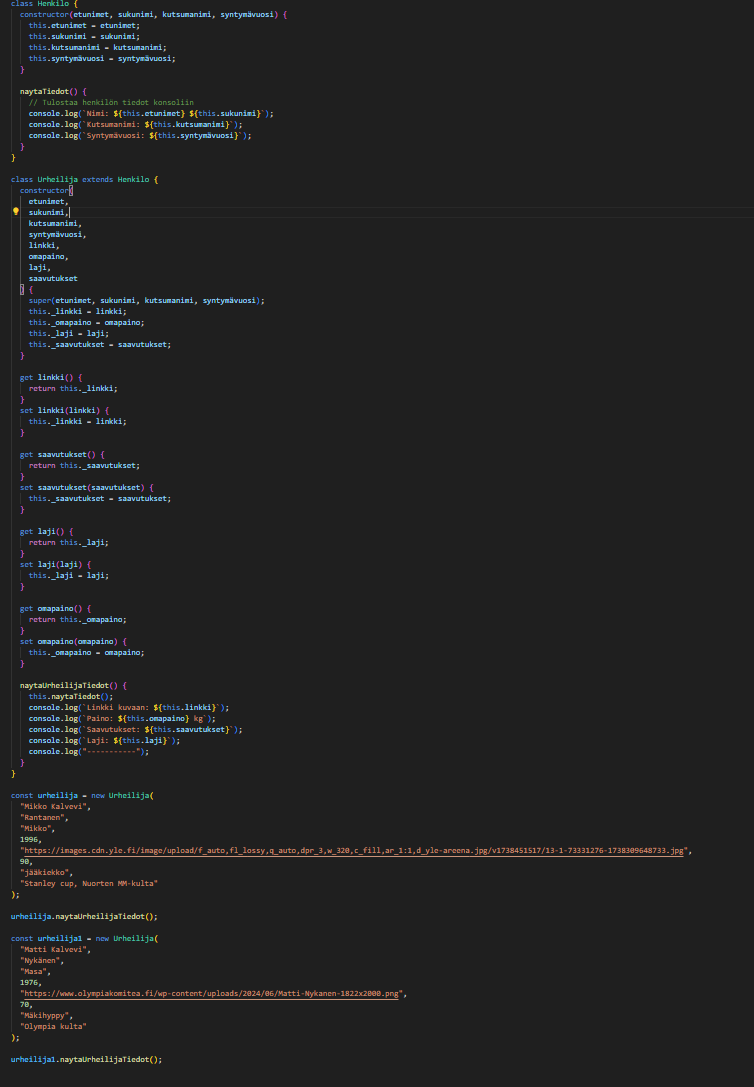 class Henkilo {
  constructor(etunimet, sukunimi, kutsumanimi, syntymävuosi) {
    this.etunimet = etunimet;
    this.sukunimi = sukunimi;
    this.kutsumanimi = kutsumanimi;
    this.syntymävuosi = syntymävuosi;
  }

  naytaTiedot() {
    // Tulostaa henkilön tiedot konsoliin
    console.log(`Nimi: ${this.etunimet} ${this.sukunimi}`);
    console.log(`Kutsumanimi: ${this.kutsumanimi}`);
    console.log(`Syntymävuosi: ${this.syntymävuosi}`);
  }
}

class Urheilija extends Henkilo {
  constructor(
    etunimet,
    sukunimi,
    kutsumanimi,
    syntymävuosi,
    linkki,
    omapaino,
    laji,
    saavutukset
  ) {
    super(etunimet, sukunimi, kutsumanimi, syntymävuosi);
    this._linkki = linkki;
    this._omapaino = omapaino;
    this._laji = laji;
    this._saavutukset = saavutukset;
  }

  get linkki() {
    return this._linkki;
  }
  set linkki(linkki) {
    this._linkki = linkki;
  }

  get saavutukset() {
    return this._saavutukset;
  }
  set saavutukset(saavutukset) {
    this._saavutukset = saavutukset;
  }

  get laji() {
    return this._laji;
  }
  set laji(laji) {
    this._laji = laji;
  }

  get omapaino() {
    return this._omapaino;
  }
  set omapaino(omapaino) {
    this._omapaino = omapaino;
  }

  naytaUrheilijaTiedot() {
    this.naytaTiedot();
    console.log(`Linkki kuvaan: ${this.linkki}`);
    console.log(`Paino: ${this.omapaino} kg`);
    console.log(`Saavutukset: ${this.saavutukset}`);
    console.log(`Laji: ${this.laji}`);
    console.log("-----------");
  }
}

const urheilija = new Urheilija(
  "Mikko Kalvevi",
  "Rantanen",
  "Mikko",
  1996,
  "https://images.cdn.yle.fi/image/upload/f_auto,fl_lossy,q_auto,dpr_3,w_320,c_fill,ar_1:1,d_yle-areena.jpg/v1738451517/13-1-73331276-1738309648733.jpg",
  90,
  "jääkiekko",
  "Stanley cup, Nuorten MM-kulta"
);

urheilija.naytaUrheilijaTiedot();

const urheilija1 = new Urheilija(
  "Matti Kalvevi",
  "Nykänen",
  "Masa",
  1976,
  "https://www.olympiakomitea.fi/wp-content/uploads/2024/06/Matti-Nykanen-1822x2000.png",
  70,
  "Mäkihyppy",
  "Olympia kulta"
);

urheilija1.naytaUrheilijaTiedot();